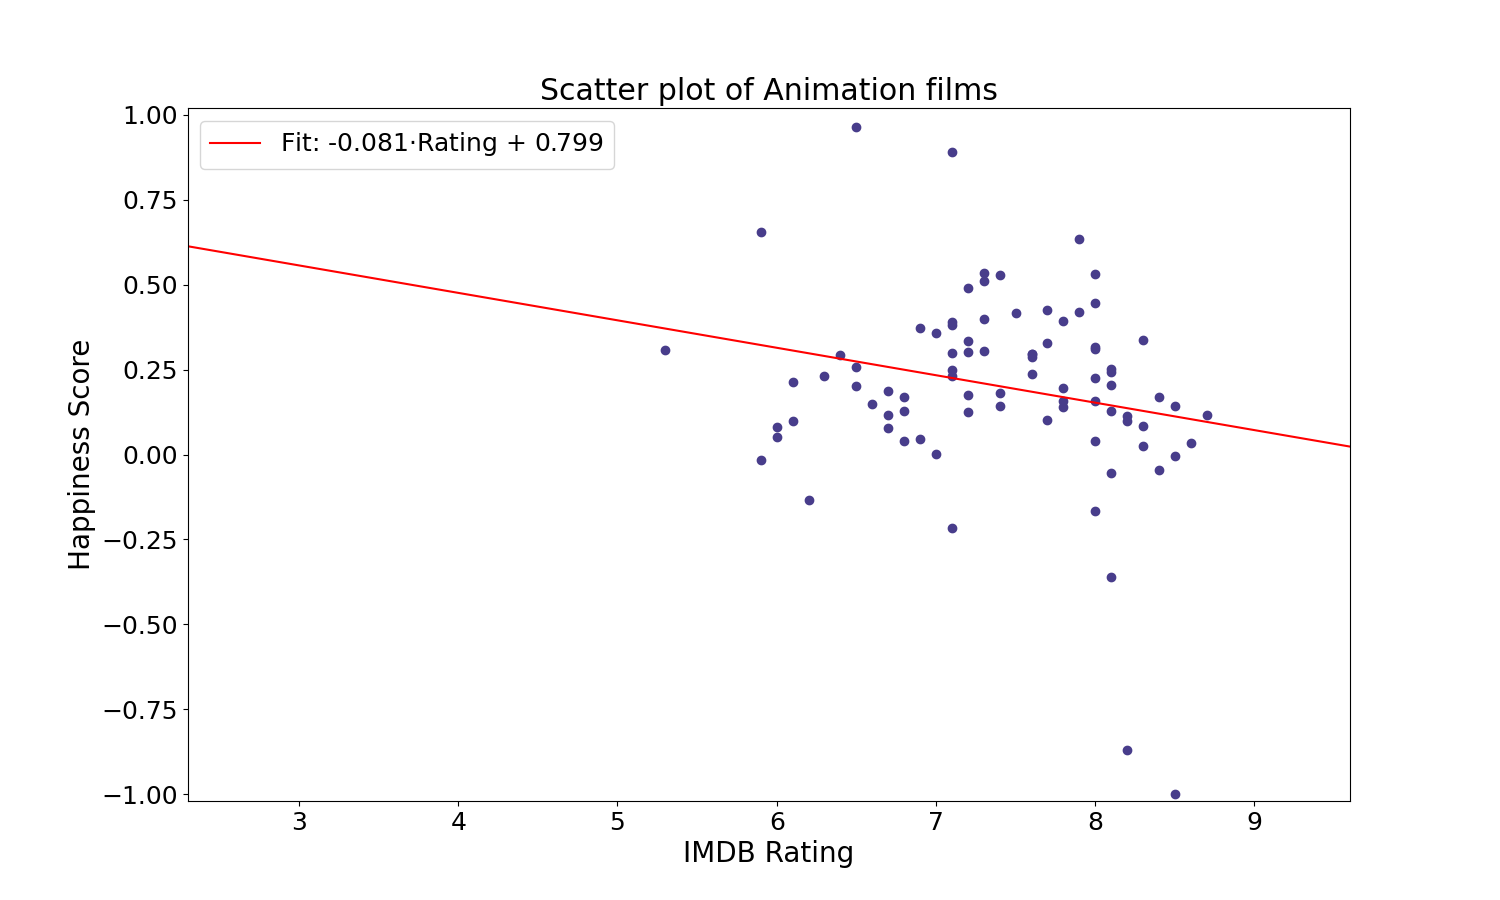 Scatter plot of Animation films
Fit: -0.081·Rating + 0.799
1.00
0.75
0.50
0.25
0.00
−0.25
−0.50
−0.75
−1.00
Happiness Score
3 4 5 6 7 8 9
IMDB Rating